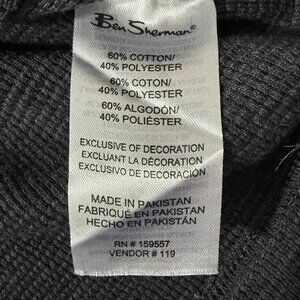 Ben Sherman®
60% COTTON/
40% POLYESTER
60% COTON/
40% POLYESTER
60% ALGODÓN/
40% POLIÉSTER
EXCLUSIVE OF DECORATION
EXCLUANT LA DÉCORATION
EXCLUSIVO DE DECORACIÓN
MADE IN PAKISTAN
FABRIQUÉ EN PAKISTAN
HECHO EN PAKISTÁN
RN # 159557
VENDOR # 119